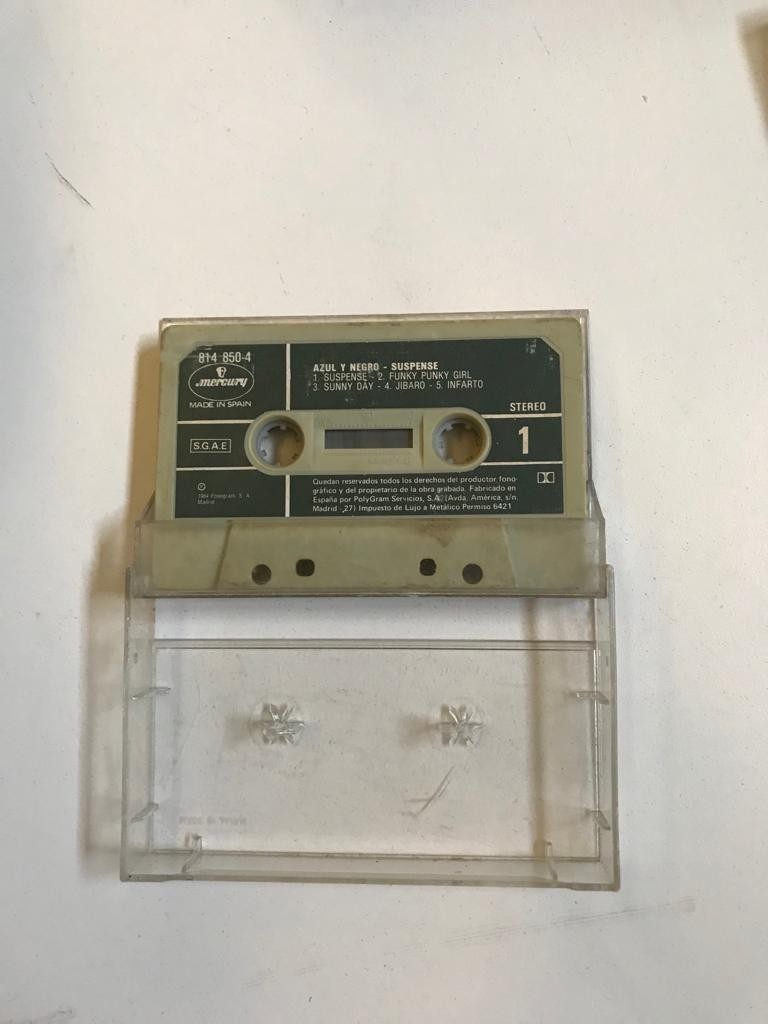 814 850-4
mercury
MADE IN SPAIN
S.G.A.E
℗
1984 Fonogram, S. A.
Madrid
AZUL Y NEGRO - SUSPENSE
1. SUSPENSE - 2. FUNKY PUNKY GIRL
3. SUNNY DAY - 4. JIBARO - 5. INFARTO
STEREO
1
Quedan reservados todos los derechos del productor fono-
gráfico y del propietario de la obra grabada. Fabricado en
España por PolyGram Servicios, S.A. (Avda. América, s/n.
Madrid -27) Impuesto de Lujo a Metálico Permiso 6421